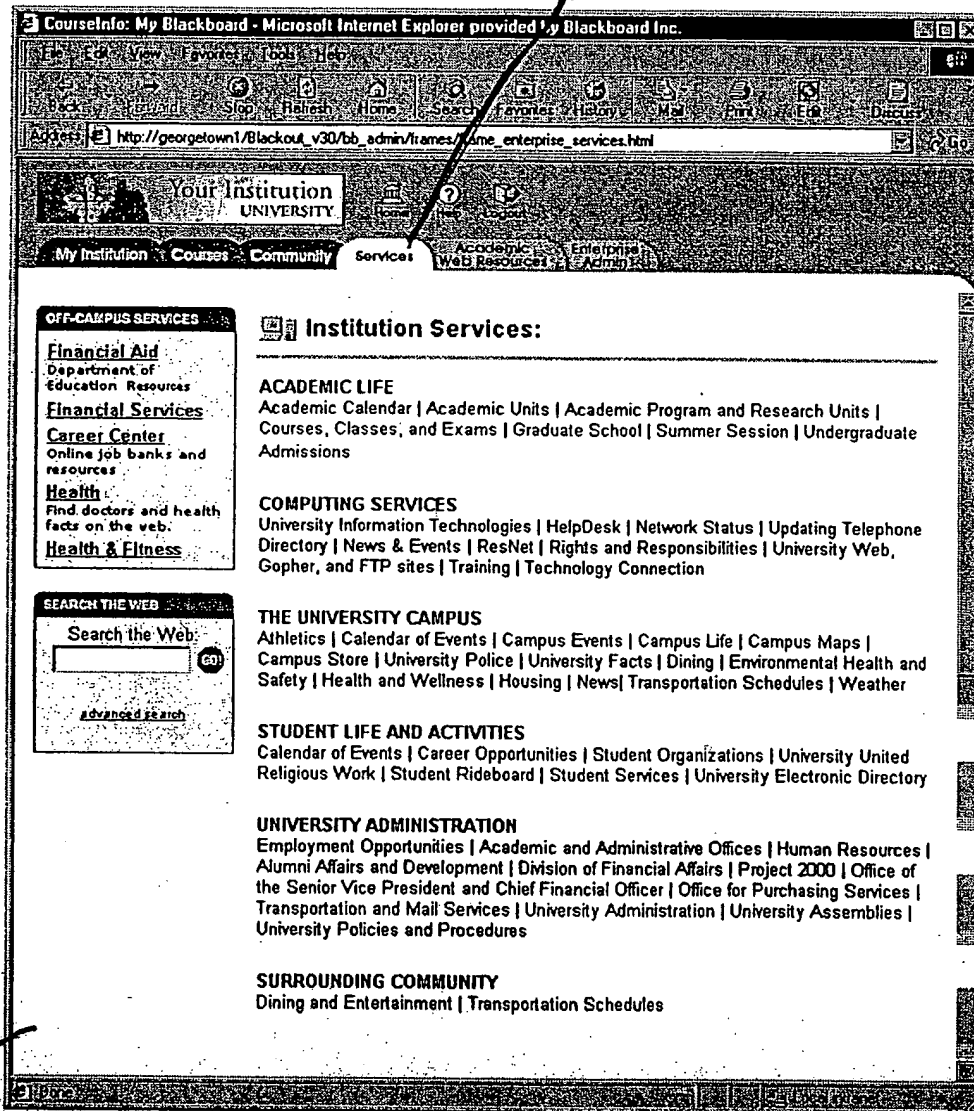 CourseInfo: My Blackboard - Microsoft Internet Explorer provided by Blackboard Inc.
File Edit View Favorites Tools Help
Back Forward Stop Refresh Home Search Favorites History Mail Print Edit Discuss
Address http://georgetown1/Blackout_v30/bb_admin/frames/frame_enterprise_services.html Go
Your Institution
UNIVERSITY
Home Help Logout
My Institution Courses Community Services Academic Web Resources Enterprise Admin
OFF-CAMPUS SERVICES
Financial Aid
Department of
Education Resources
Financial Services
Career Center
Online job banks and
resources
Health
Find doctors and health
facts on the web.
Health & Fitness
SEARCH THE WEB
Search the Web:
GO!
advanced search
Institution Services:
ACADEMIC LIFE
Academic Calendar | Academic Units | Academic Program and Research Units |
Courses, Classes, and Exams | Graduate School | Summer Session | Undergraduate
Admissions
COMPUTING SERVICES
University Information Technologies | HelpDesk | Network Status | Updating Telephone
Directory | News & Events | ResNet | Rights and Responsibilities | University Web,
Gopher, and FTP sites | Training | Technology Connection
THE UNIVERSITY CAMPUS
Athletics | Calendar of Events | Campus Events | Campus Life | Campus Maps |
Campus Store | University Police | University Facts | Dining | Environmental Health and
Safety | Health and Wellness | Housing | News| Transportation Schedules | Weather
STUDENT LIFE AND ACTIVITIES
Calendar of Events | Career Opportunities | Student Organizations | University United
Religious Work | Student Rideboard | Student Services | University Electronic Directory
UNIVERSITY ADMINISTRATION
Employment Opportunities | Academic and Administrative Offices | Human Resources |
Alumni Affairs and Development | Division of Financial Affairs | Project 2000 | Office of
the Senior Vice President and Chief Financial Officer | Office for Purchasing Services |
Transportation and Mail Services | University Administration | University Assemblies |
University Policies and Procedures
SURROUNDING COMMUNITY
Dining and Entertainment | Transportation Schedules
Done Local intranet